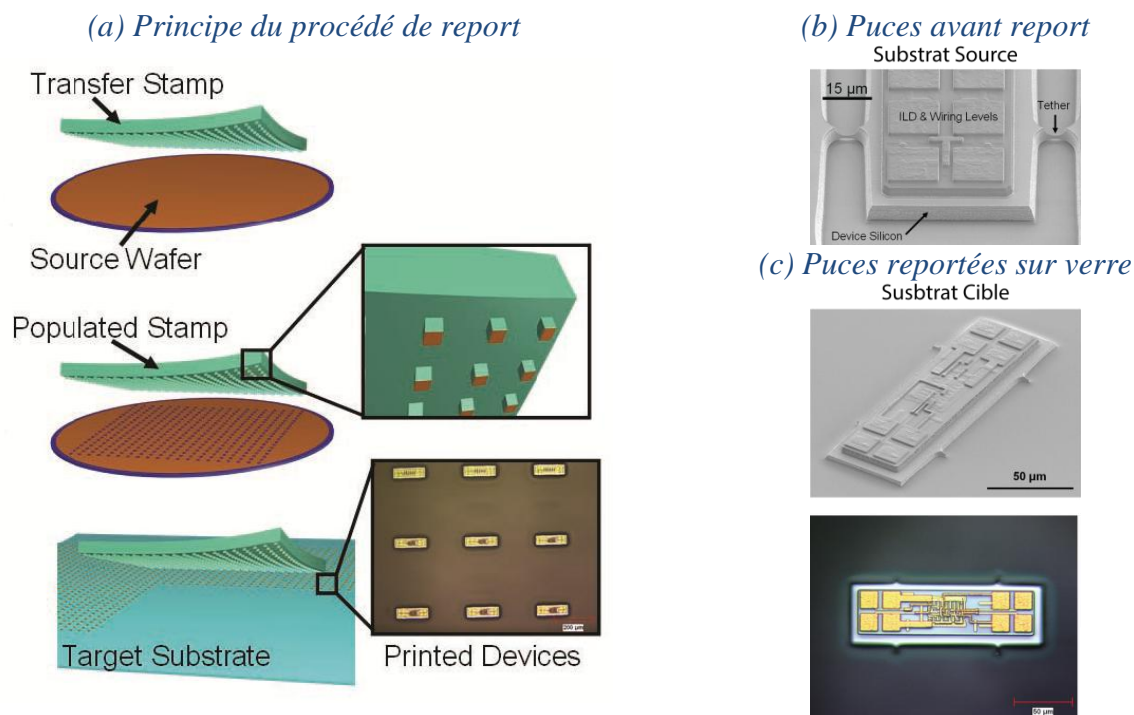 (a) Principe du procédé de report
Transfer Stamp
Source Wafer
Populated Stamp
200 µm
Target Substrate
Printed Devices
(b) Puces avant report
Substrat Source
15 µm
Tether
ILD & Wiring Levels
Device Silicon
(c) Puces reportées sur verre
Susbtrat Cible
50 µm
50 µm